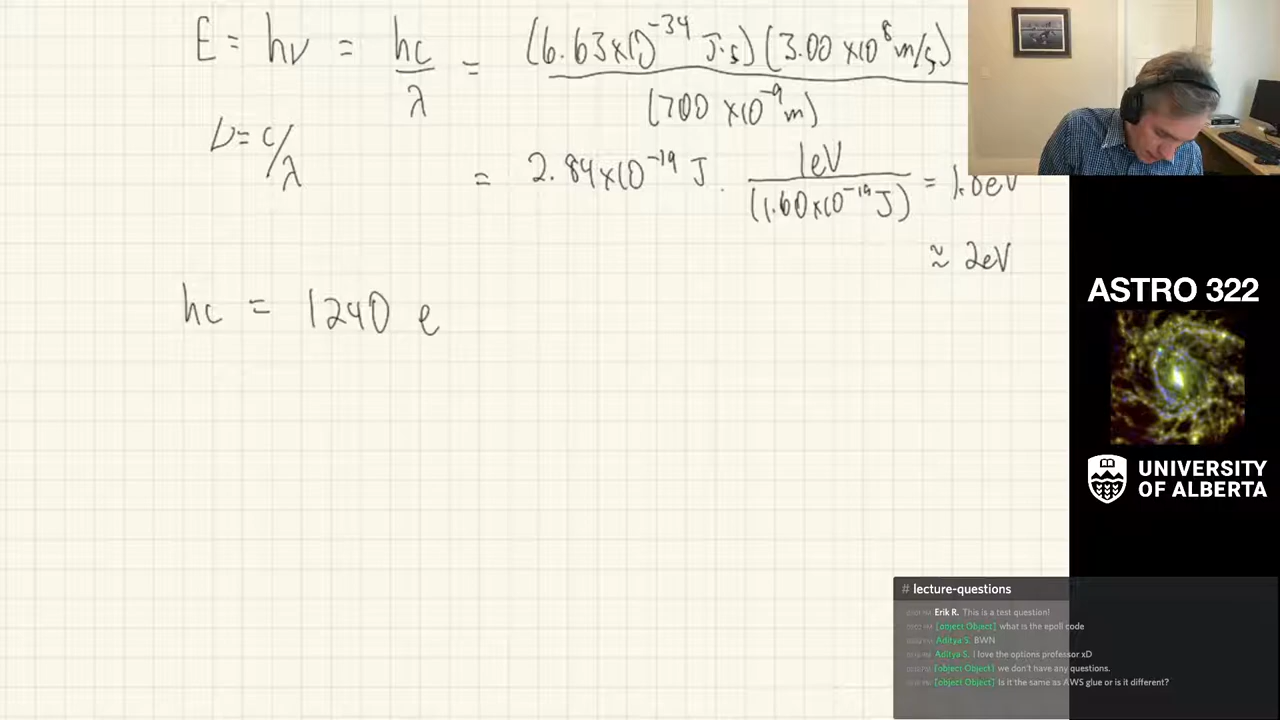 E = hν = hc/λ = (6.63×10^-34 J·s)(3.00×10^8 m/s)/(700×10^-9 m)
ν = c/λ
= 2.84×10^-19 J · 1eV/(1.60×10^-19 J) = 1.8eV
≈ 2eV
hc = 1240 e
ASTRO 322
UNIVERSITY
OF ALBERTA
# lecture-questions
Erik R. This is a test question!
[object Object] what is the epoll code
Aditya S. BWN
Aditya S. I love the options professor xD
[object Object] we don't have any questions.
[object Object] Is it the same as AWS glue or is it different?